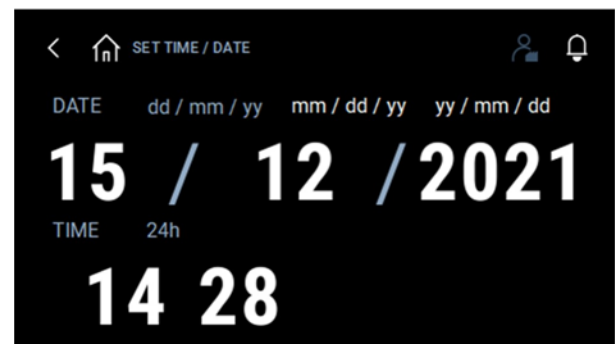 SET TIME / DATE
DATE dd / mm / yy mm / dd / yy yy / mm / dd
15 / 12 / 2021
TIME 24h
14 28